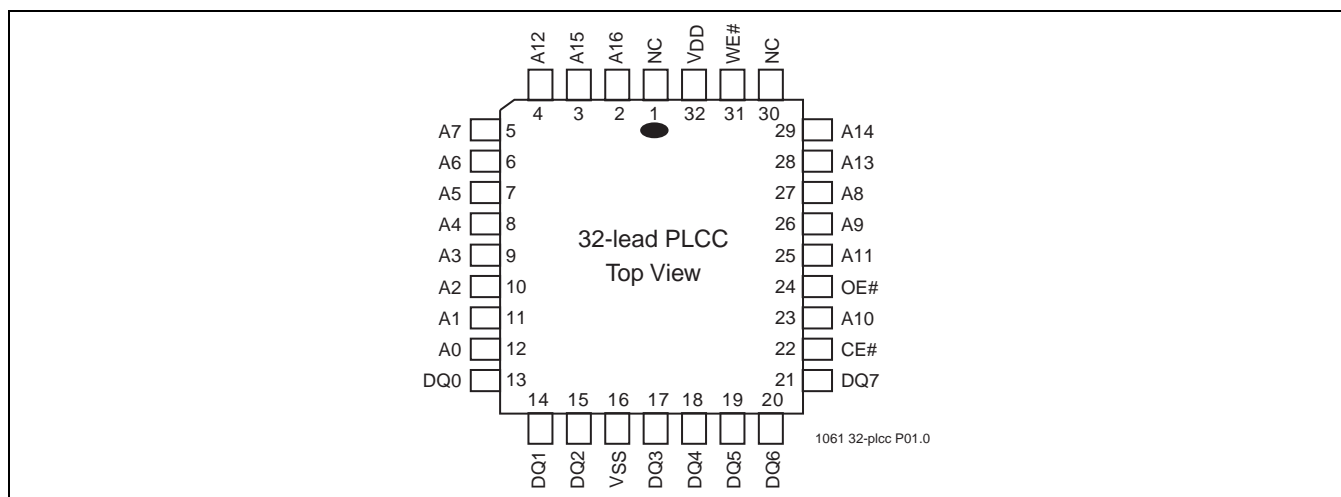 A12 A15 A16 NC VDD WE# NC
4 3 2 1 32 31 30
A7 5 29 A14
A6 6 28 A13
A5 7 27 A8
A4 8 26 A9
A3 9 25 A11
32-lead PLCC
Top View
A2 10 24 OE#
A1 11 23 A10
A0 12 22 CE#
DQ0 13 21 DQ7
14 15 16 17 18 19 20
DQ1 DQ2 VSS DQ3 DQ4 DQ5 DQ6
1061 32-plcc P01.0